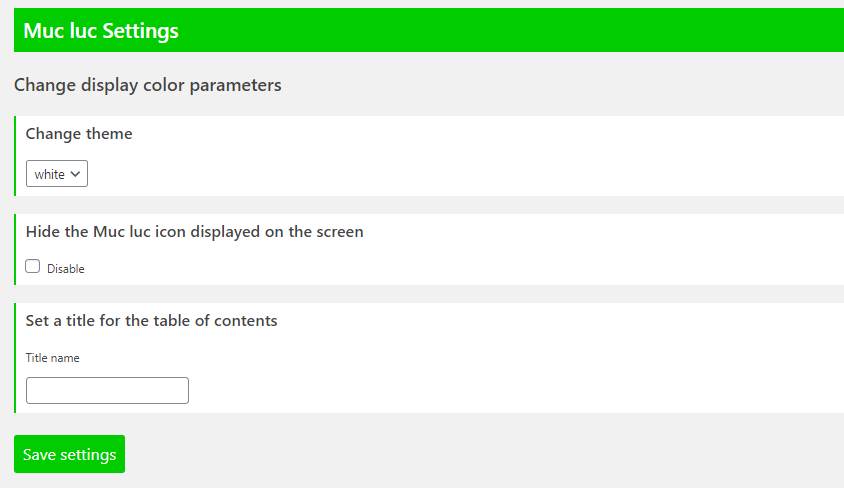 Muc luc Settings
Change display color parameters
Change theme
white
Hide the Muc luc icon displayed on the screen
Disable
Set a title for the table of contents
Title name
Save settings